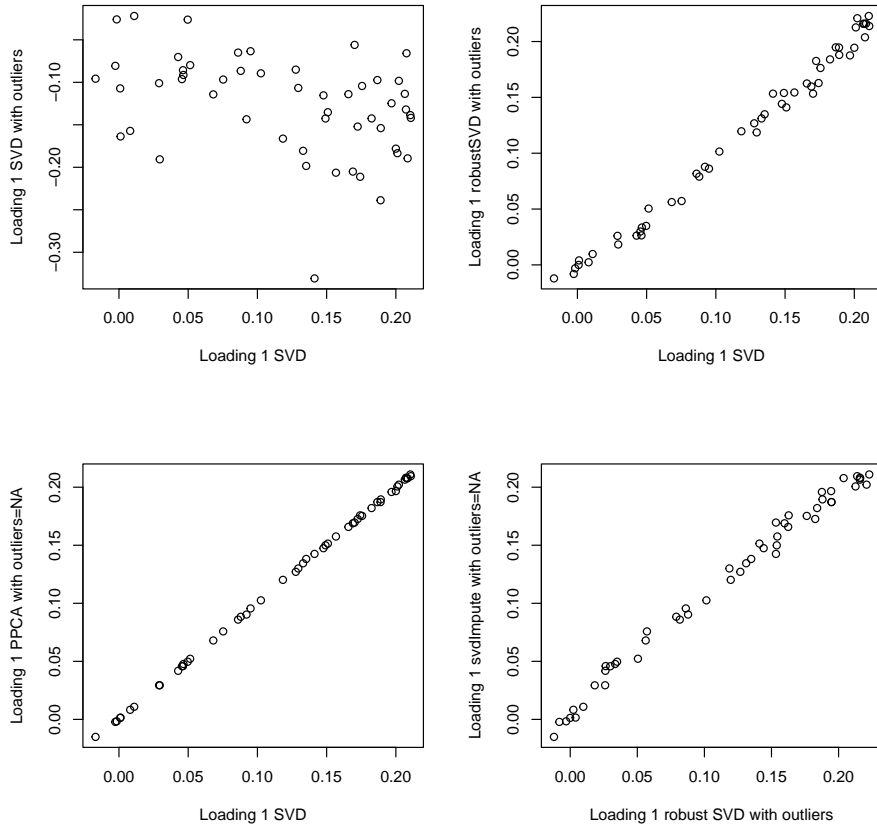 Loading 1 SVD with outliers
−0.30
−0.20
−0.10
0.00 0.05 0.10 0.15 0.20
Loading 1 SVD
Loading 1 robustSVD with outliers
0.00 0.05 0.10 0.15 0.20
0.00 0.05 0.10 0.15 0.20
Loading 1 SVD
Loading 1 PPCA with outliers=NA
0.00 0.05 0.10 0.15 0.20
0.00 0.05 0.10 0.15 0.20
Loading 1 SVD
Loading 1 svdImpute with outliers=NA
0.00 0.05 0.10 0.15 0.20
0.00 0.05 0.10 0.15 0.20
Loading 1 robust SVD with outliers